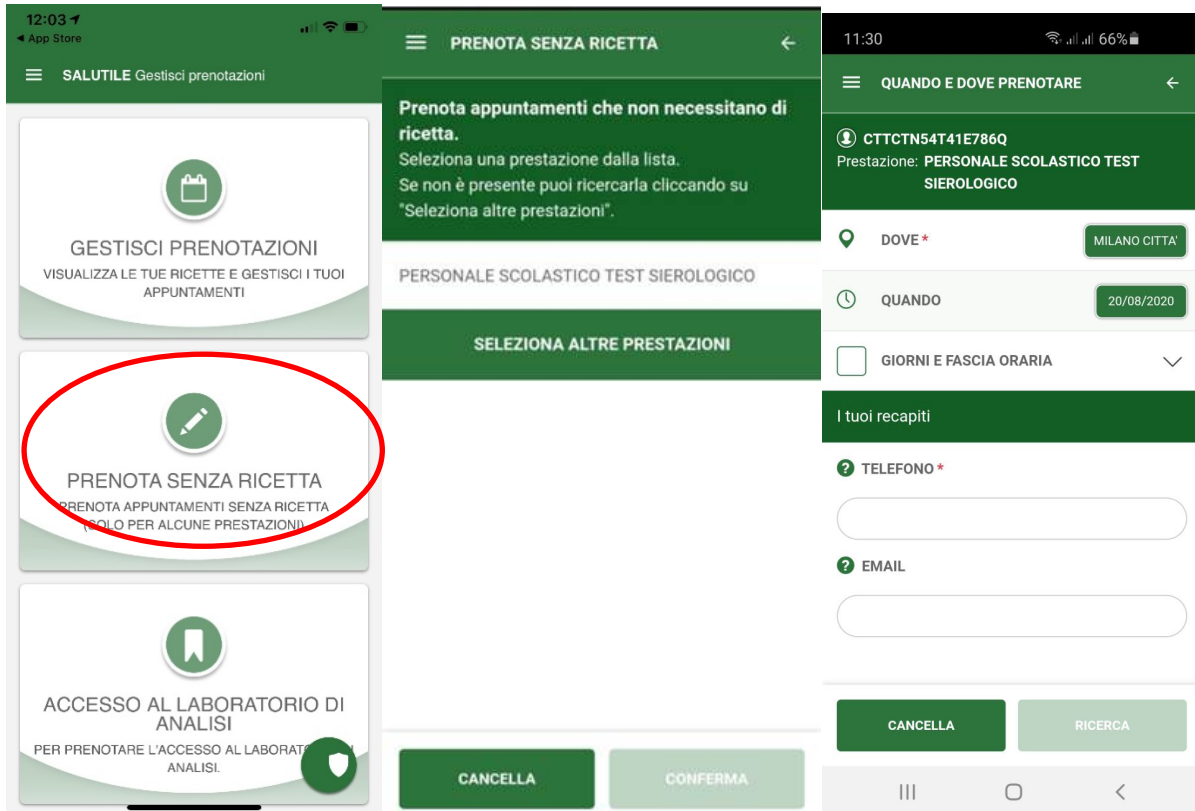 12:03
◀ App Store
SALUTILE Gestisci prenotazioni
GESTISCI PRENOTAZIONI
VISUALIZZA LE TUE RICETTE E GESTISCI I TUOI
APPUNTAMENTI
PRENOTA SENZA RICETTA
PRENOTA APPUNTAMENTI SENZA RICETTA
(SOLO PER ALCUNE PRESTAZIONI)
ACCESSO AL LABORATORIO DI
ANALISI
PER PRENOTARE L'ACCESSO AL
ANALISI.
PRENOTA SENZA RICETTA
Prenota appuntamenti che non necessitano di
ricetta.
Seleziona una prestazione dalla lista.
Se non è presente puoi ricercarla cliccando su
"Seleziona altre prestazioni".
PERSONALE SCOLASTICO TEST SIEROLOGICO
SELEZIONA ALTRE PRESTAZIONI
CANCELLA
CONFERMA
11:30
66%
QUANDO E DOVE PRENOTARE
CTTCTN54T41E786Q
Prestazione: PERSONALE SCOLASTICO TEST
SIEROLOGICO
DOVE *
MILANO CITTA'
QUANDO
20/08/2020
GIORNI E FASCIA ORARIA
I tuoi recapiti
TELEFONO *
EMAIL
CANCELLA
RICERCA